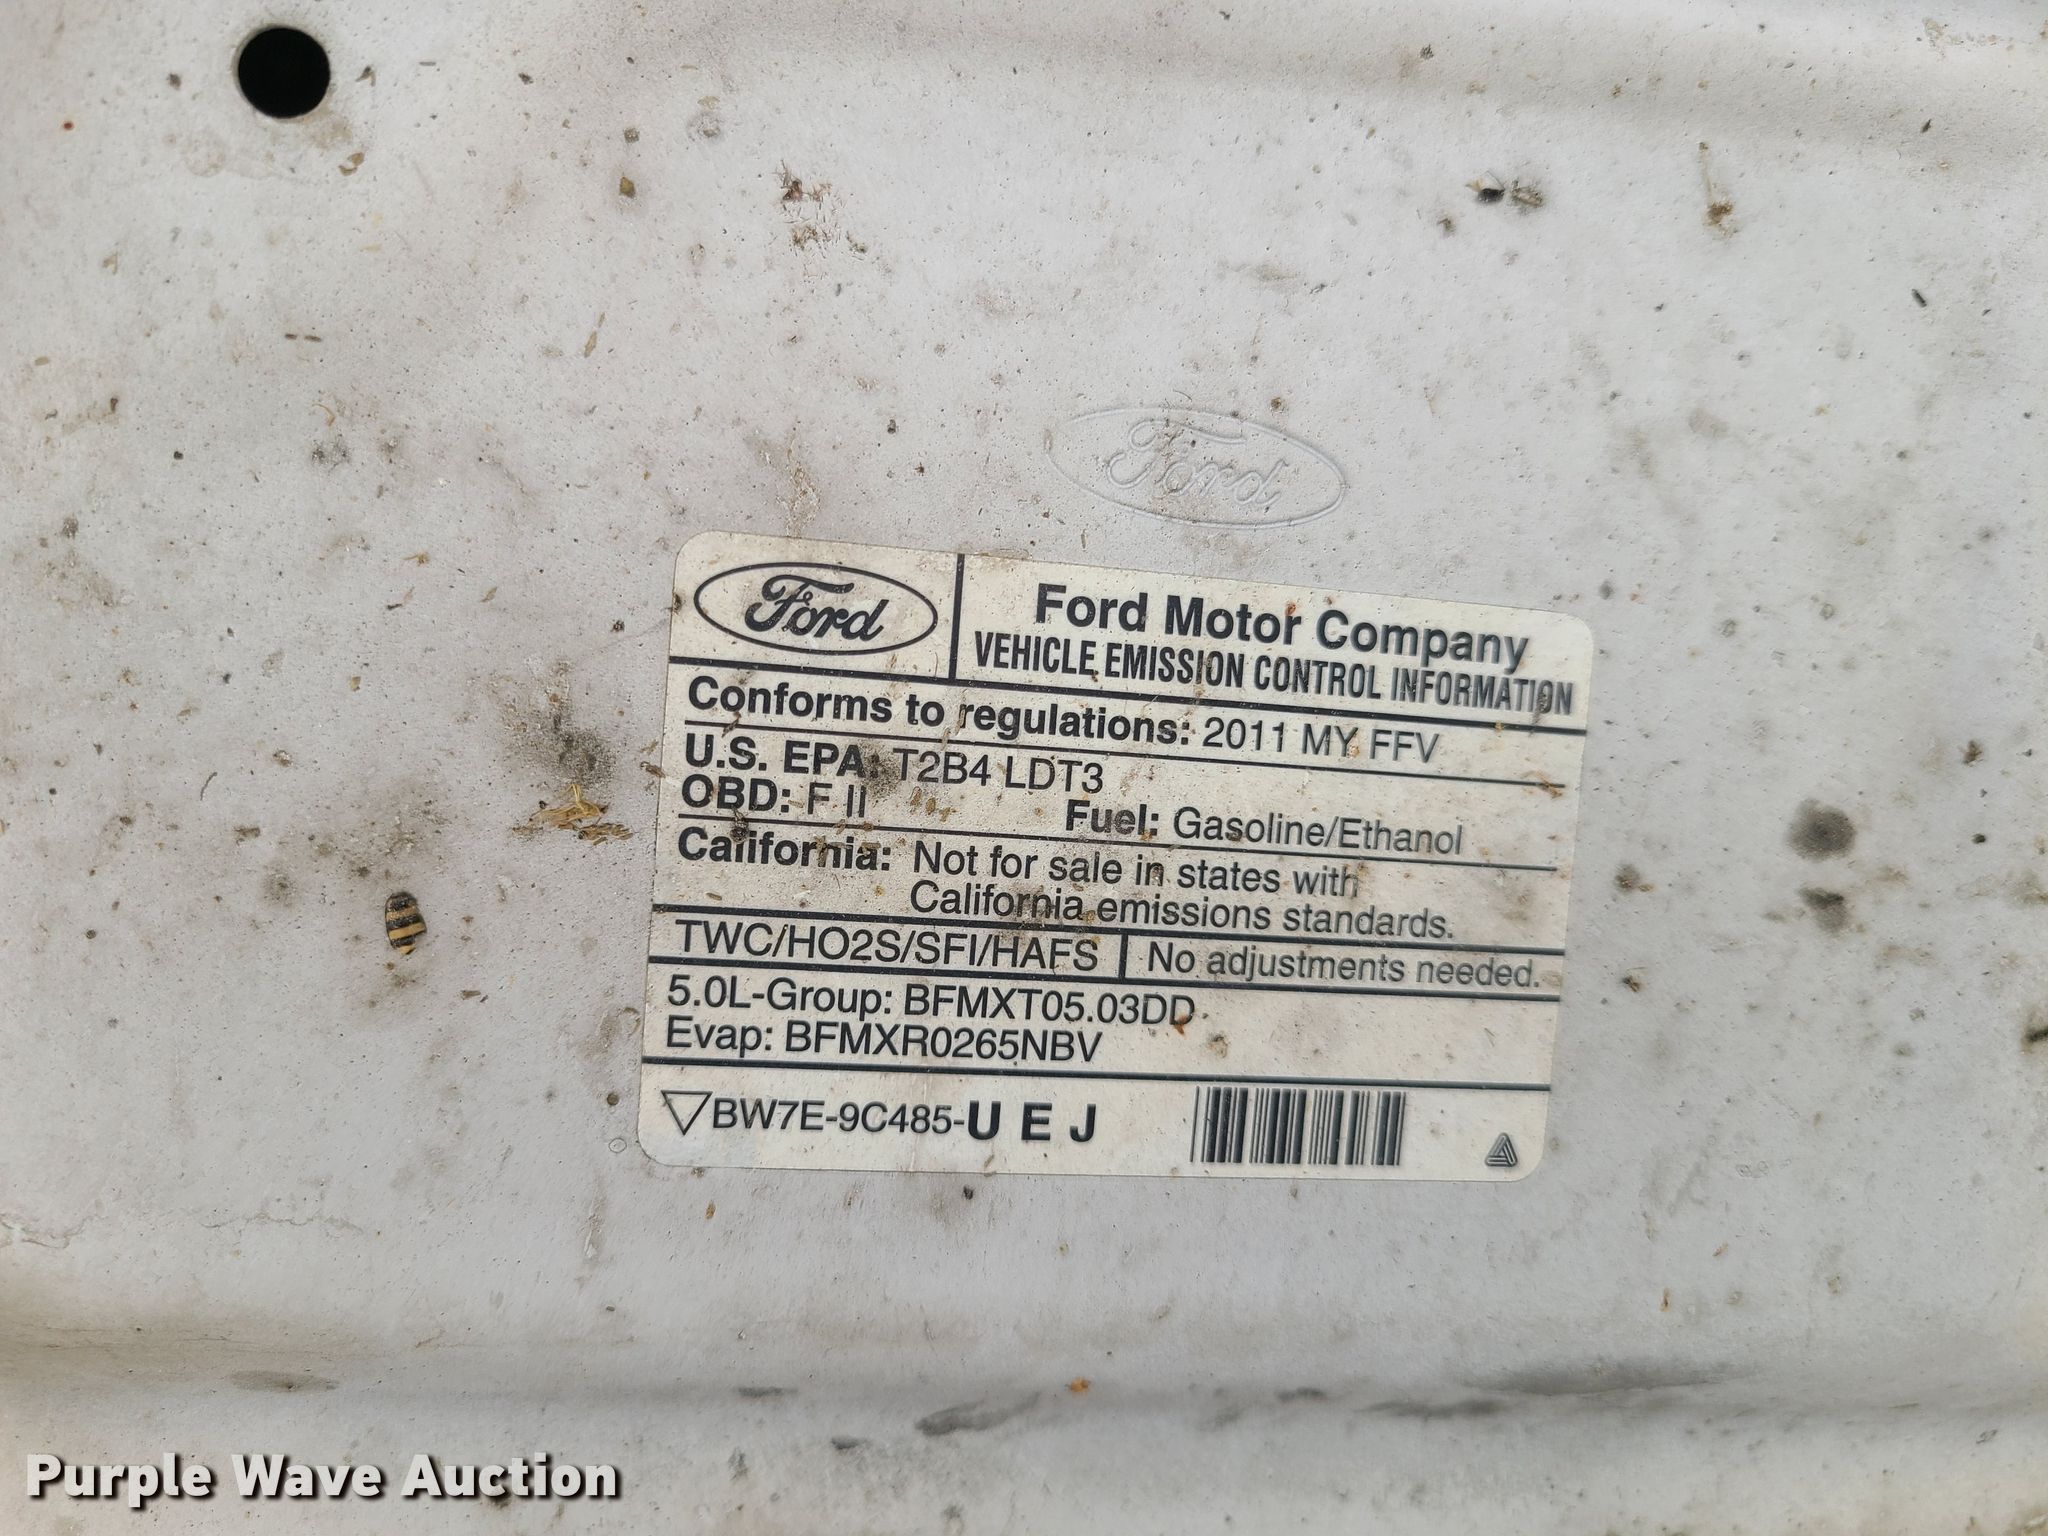 Ford
Ford
Ford Motor Company
VEHICLE EMISSION CONTROL INFORMATION
Conforms to regulations: 2011 MY FFV
U.S. EPA: T2B4 LDT3
OBD: F II Fuel: Gasoline/Ethanol
California: Not for sale in states with
California emissions standards.
TWC/HO2S/SFI/HAFS No adjustments needed.
5.0L-Group: BFMXT05.03DD
Evap: BFMXR0265NBV
BW7E-9C485-U E J
Purple Wave Auction